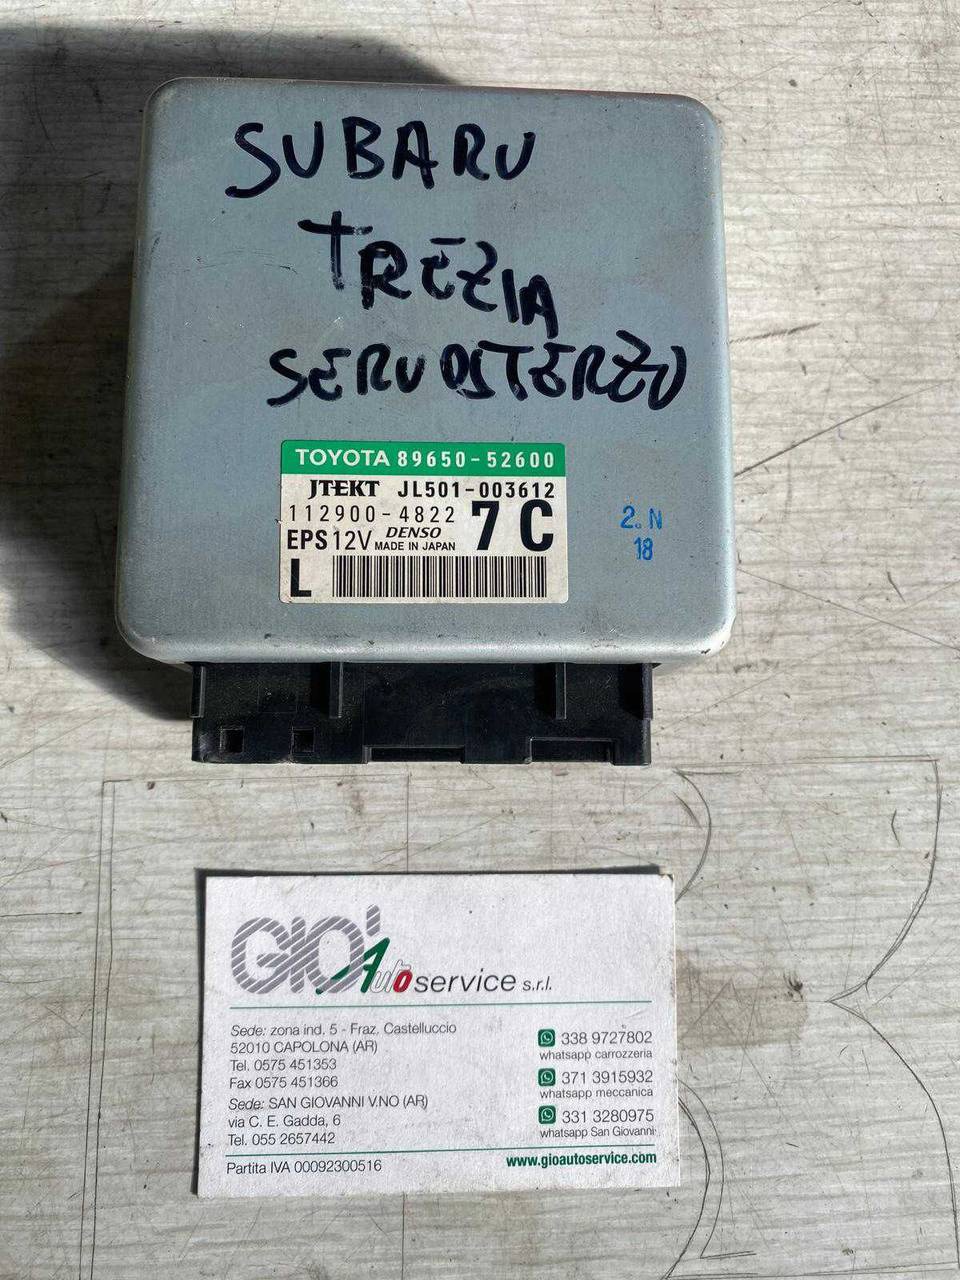 SUBARU
TREZIA
SERVOSTERZO
TOYOTA 89650-52600
JTEKT JL501-003612
112900-4822 7C
EPS 12V DENSO MADE IN JAPAN
L
2.N
18
GIO' Autoservice s.r.l.
Sede: zona ind. 5 - Fraz. Castelluccio
52010 CAPOLONA (AR)
Tel. 0575 451353
Fax 0575 451366
Sede: SAN GIOVANNI V.NO (AR)
via C. E. Gadda, 6
Tel. 055 2657442
Partita IVA 00092300516
338 9727802
whatsapp carrozzeria
371 3915932
whatsapp meccanica
331 3280975
whatsapp San Giovanni
www.gioautoservice.com